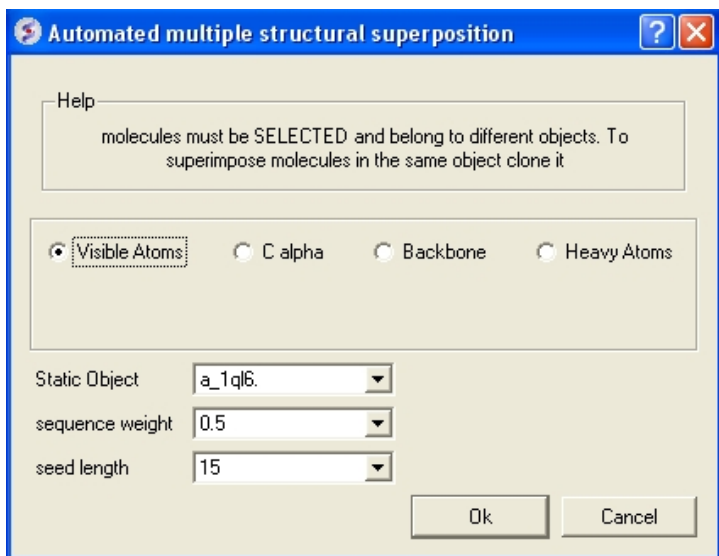 Automated multiple structural superposition
Help
molecules must be SELECTED and belong to different objects. To
superimpose molecules in the same object clone it
Visible Atoms C alpha Backbone Heavy Atoms
Static Object a_1ql6.
sequence weight 0.5
seed length 15
Ok Cancel